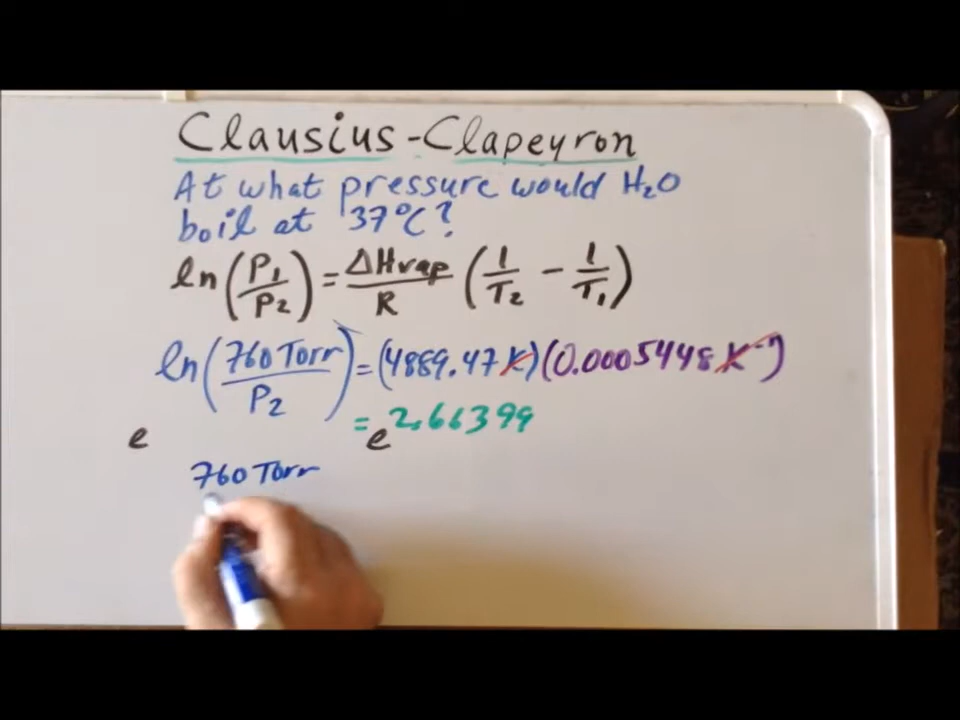 Clausius-Clapeyron
At what pressure would H₂O
boil at 37°C?
ln(P₁/P₂) = ΔHvap/R (1/T₂ - 1/T₁)
ln(760 Torr/P₂) = (4889.47 K)(0.0005448 K⁻¹)
e = e 2.66399
760 Torr